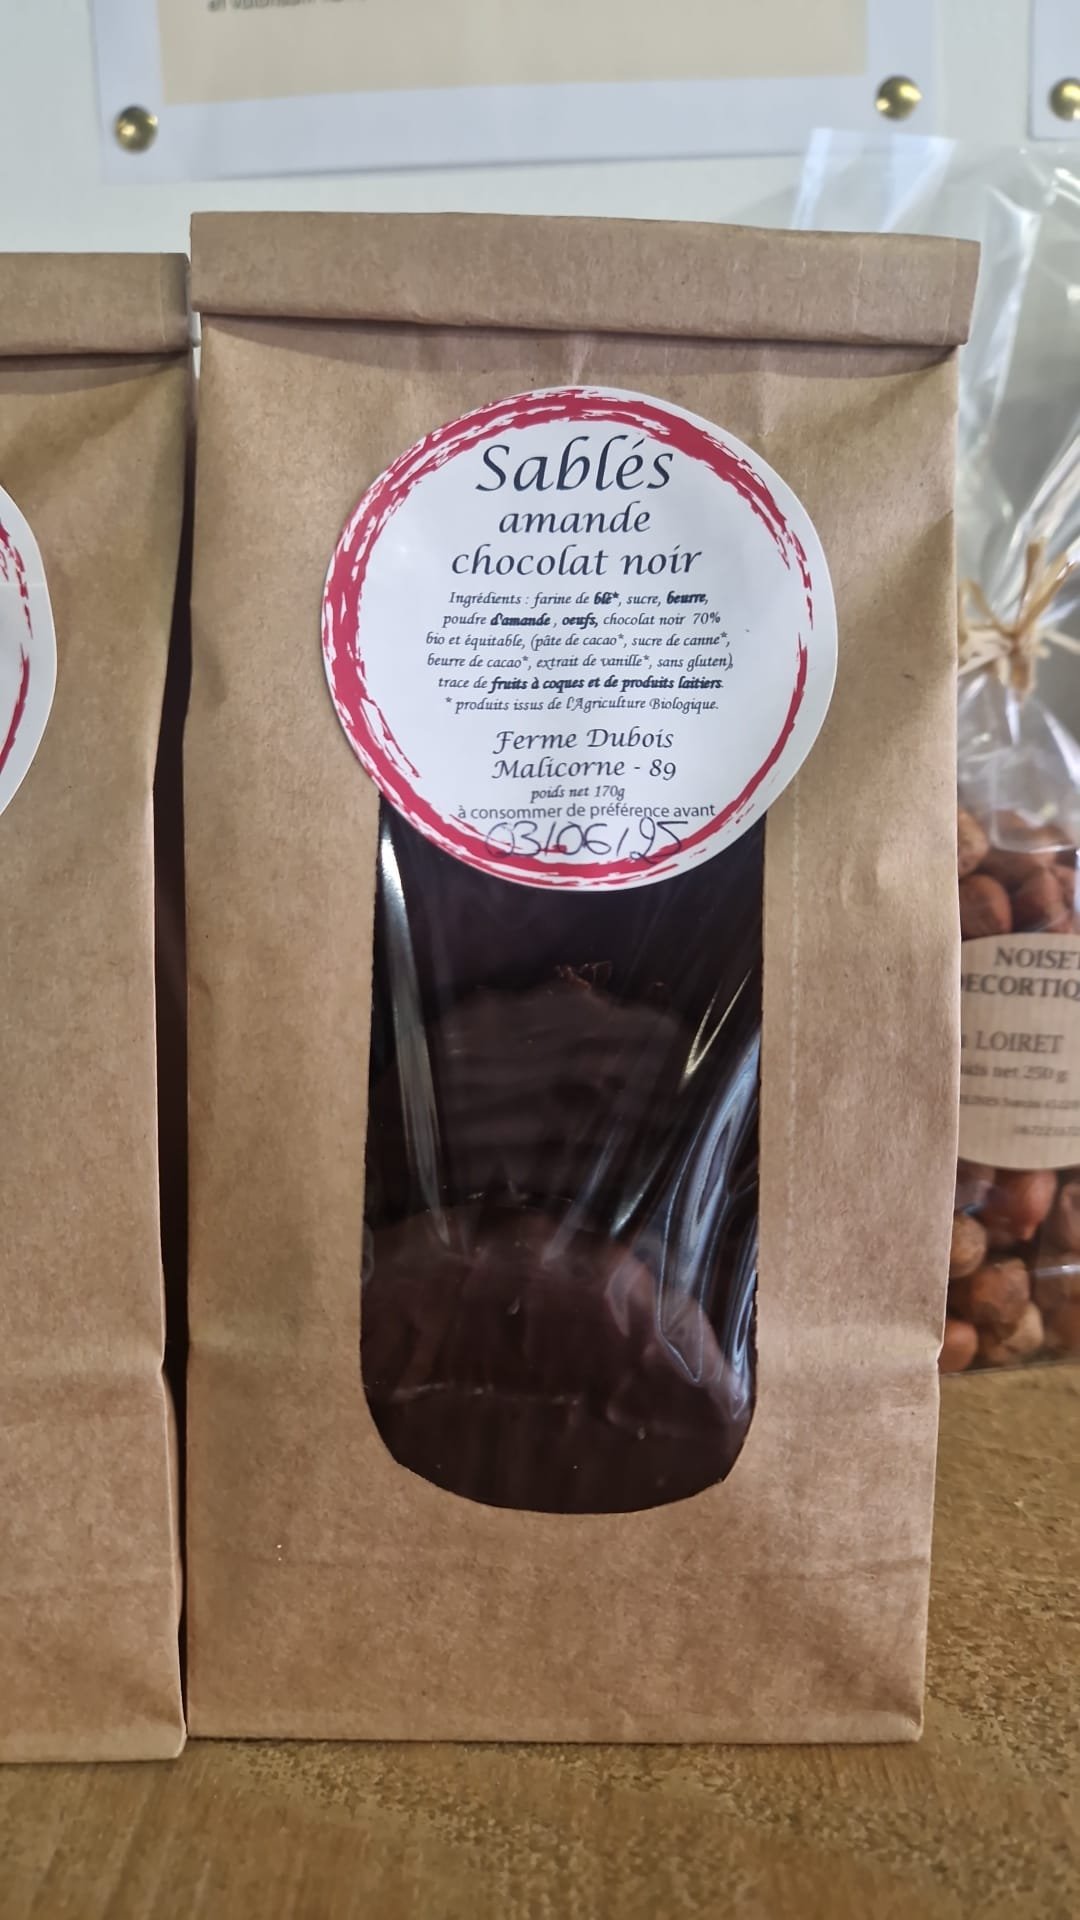 Sablés
amande
chocolat noir
Ingrédients : farine de blé*, sucre, beurre,
poudre d'amande , oeufs, chocolat noir 70%
bio et équitable, (pâte de cacao*, sucre de canne*,
beurre de cacao*, extrait de vanille*, sans gluten),
trace de fruits à coques et de produits laitiers.
* produits issus de l'Agriculture Biologique.
Ferme Dubois
Malicorne - 89
poids net 170g
à consommer de préférence avant
03/06/25
NOISET
ECORTIQ
LOIRET
net 250 g